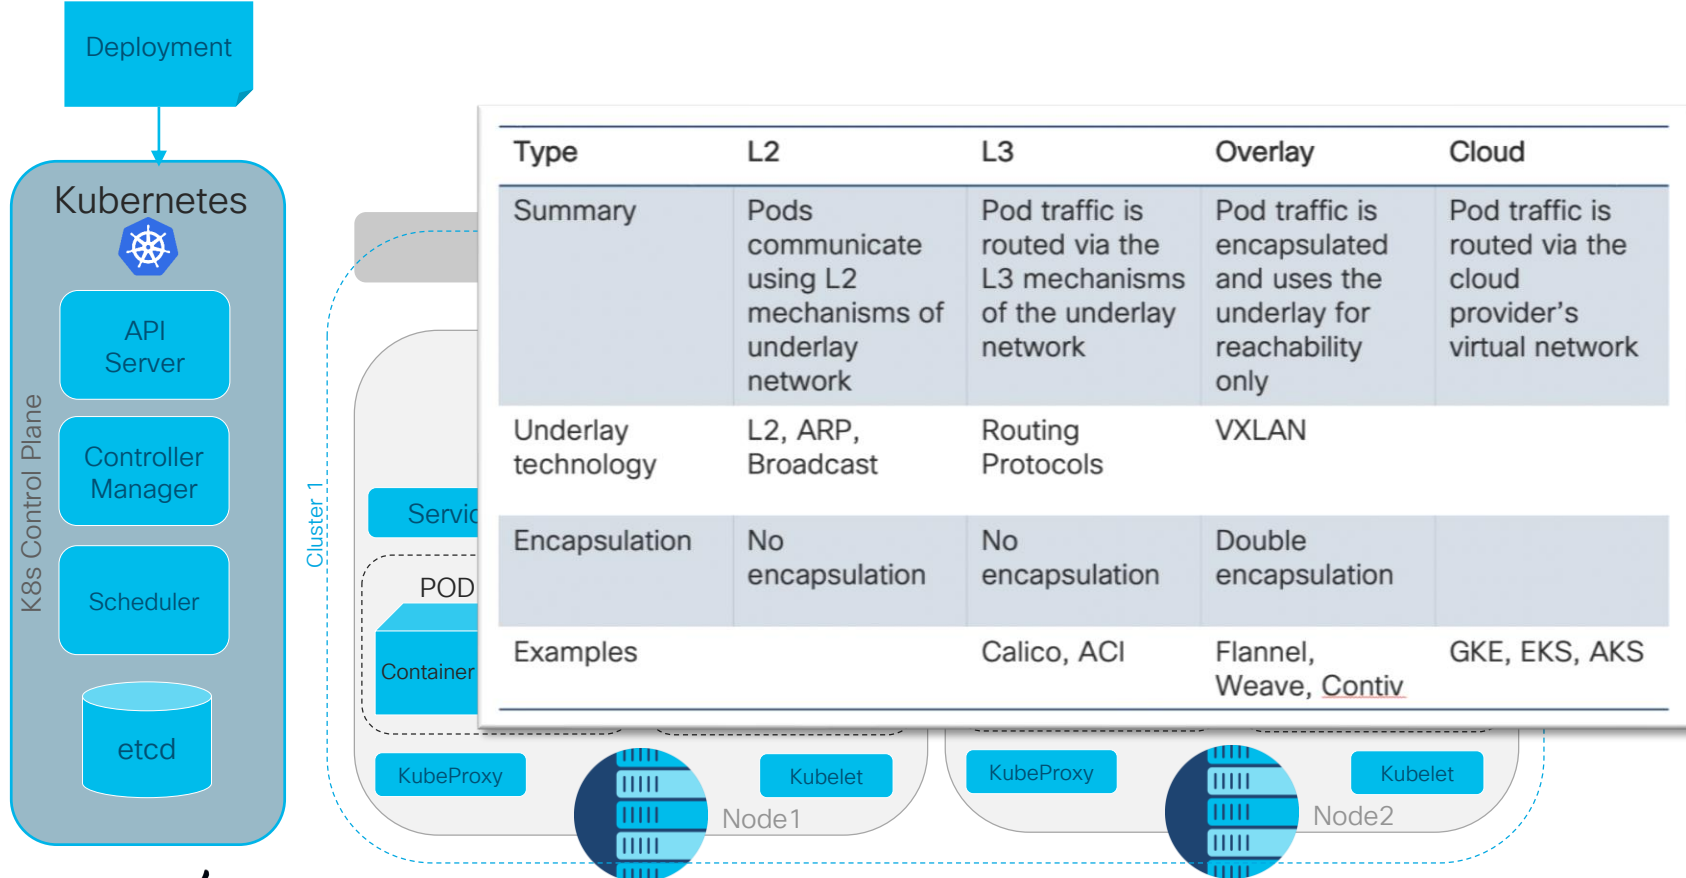 Deployment
Kubernetes
API
Server
Controller
Manager
Scheduler
etcd
K8s Control Plane
Cluster 1
Type L2 L3 Overlay Cloud
Summary Pods Pod traffic is Pod traffic is Pod traffic is
communicate routed via the encapsulated routed via the
using L2 L3 mechanisms and uses the cloud
mechanisms of of the underlay underlay for provider's
underlay network reachability virtual network
network only
Underlay L2, ARP, Routing VXLAN
technology Broadcast Protocols
Encapsulation No No Double
encapsulation encapsulation encapsulation
Examples Calico, ACI Flannel, GKE, EKS, AKS
Weave, Contiv
POD
Container
KubeProxy
Kubelet
Node1
KubeProxy
Kubelet
Node2